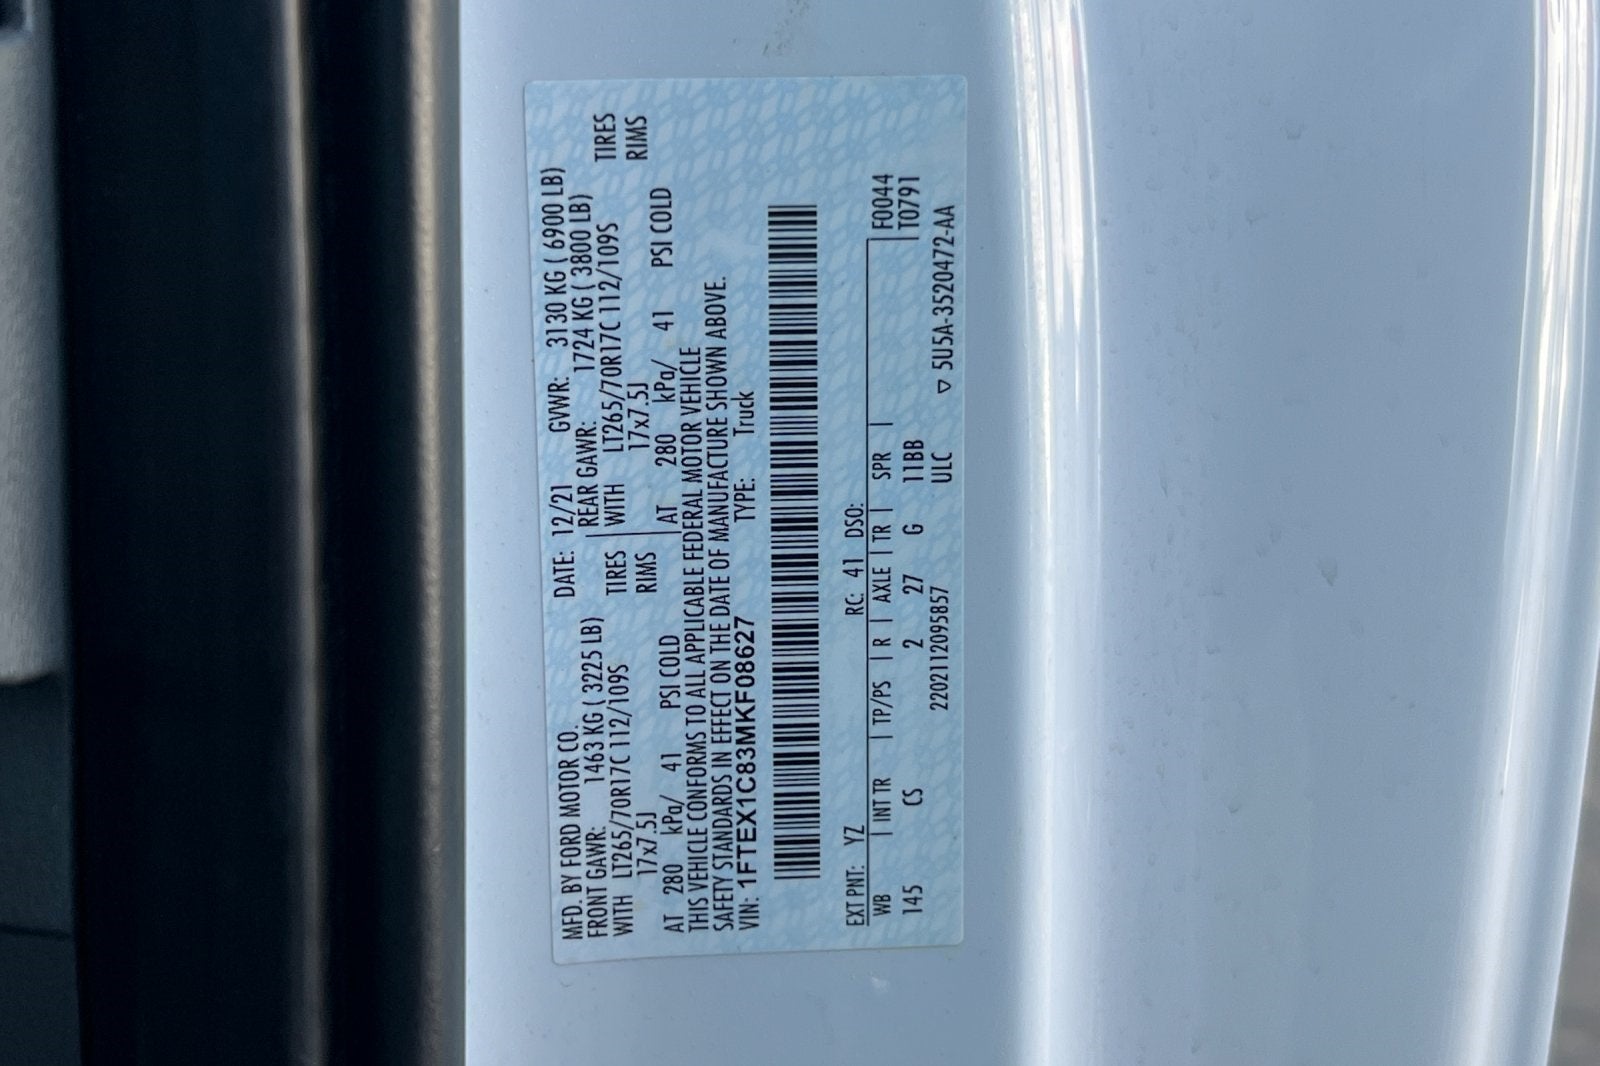 MFD. BY FORD MOTOR CO. DATE: 12/21 GVWR: 3130 KG ( 6900 LB)
FRONT GAWR: 1463 KG ( 3225 LB) REAR GAWR: 1724 KG ( 3800 LB)
WITH LT265/70R17C 112/109S TIRES WITH LT265/70R17C 112/109S TIRES
17x7.5J RIMS 17x7.5J RIMS
AT 280 kPa/ 41 PSI COLD AT 280 kPa/ 41 PSI COLD
THIS VEHICLE CONFORMS TO ALL APPLICABLE FEDERAL MOTOR VEHICLE
SAFETY STANDARDS IN EFFECT ON THE DATE OF MANUFACTURE SHOWN ABOVE.
VIN: 1FTEX1C83MKF08627 TYPE: Truck
EXT PNT: YZ RC: 41 DSO:
WB | INT TR | TP/PS | R | AXLE | TR | SPR | F0044
145 CS 2 27 G 11BB T0791
2202112095857 ULC ▽ 5U5A-3520472-AA